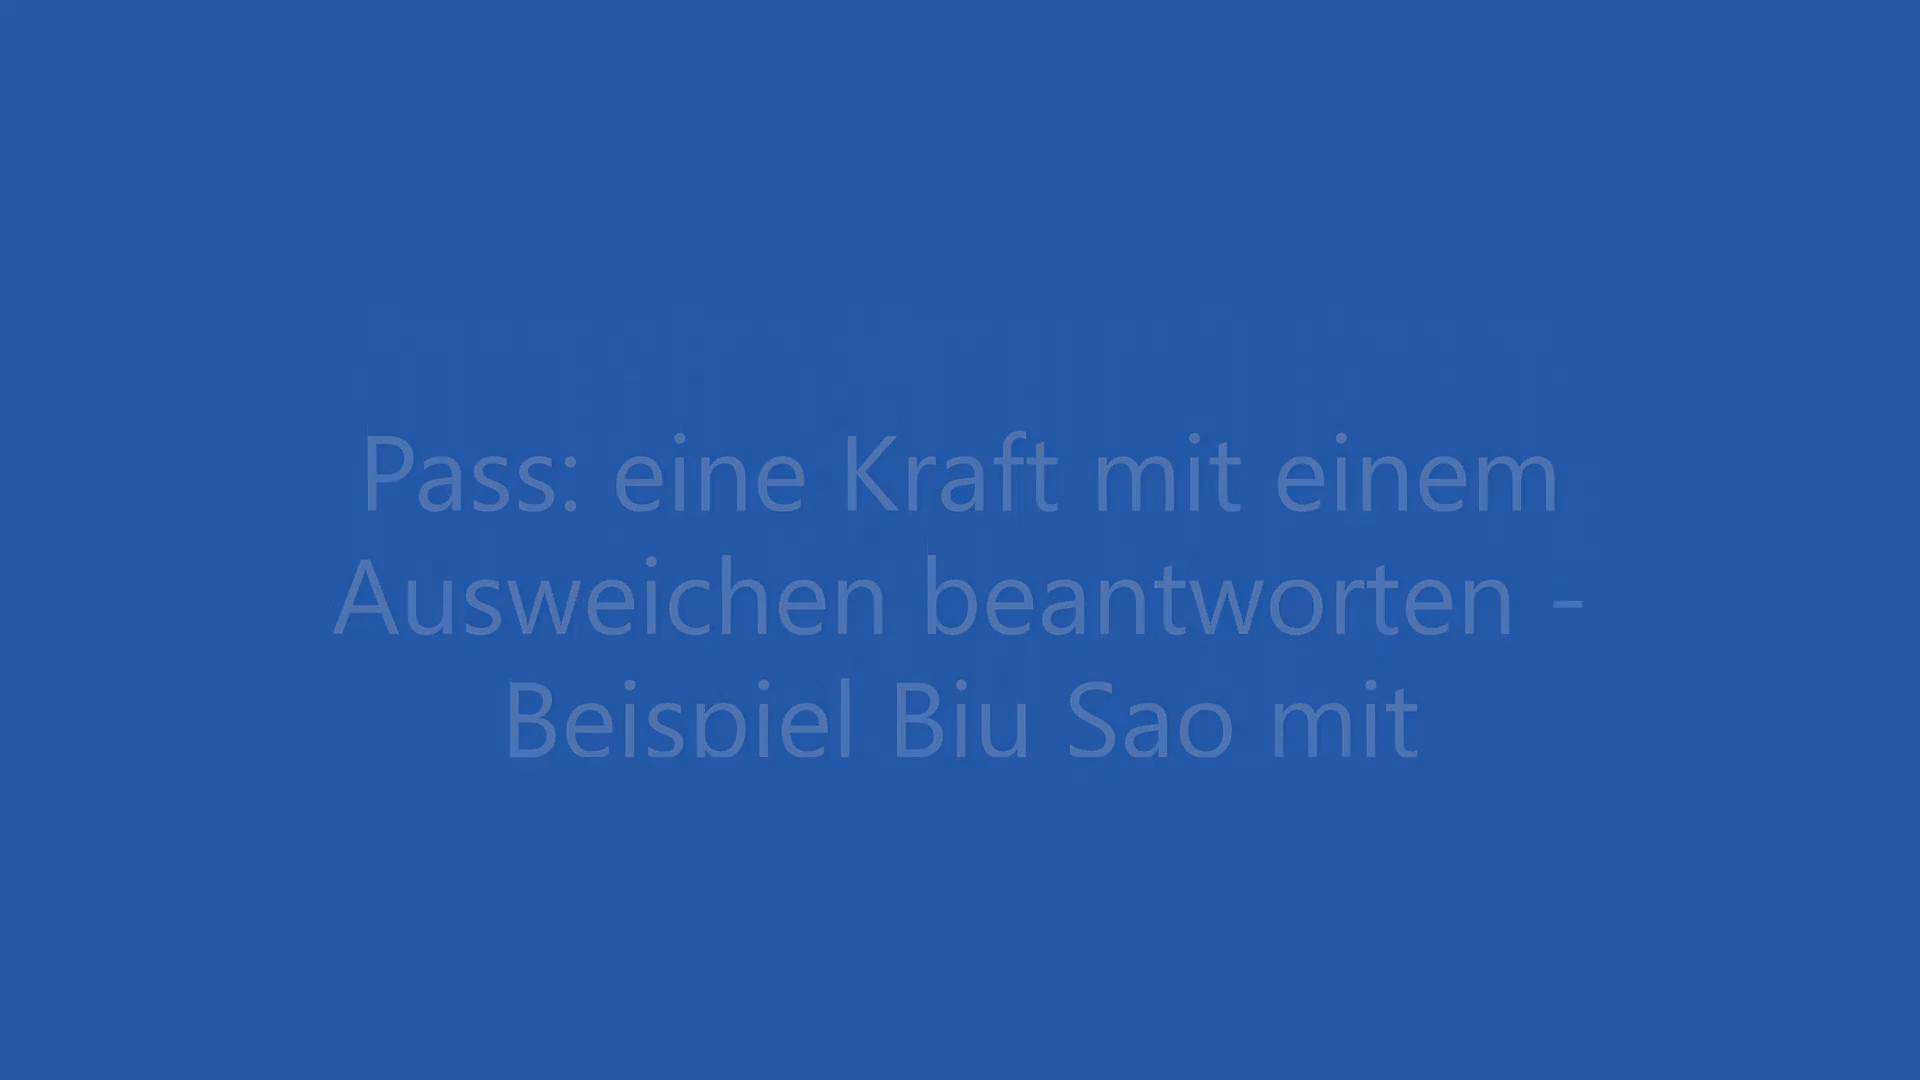 Pass: eine Kraft mit einem
Ausweichen beantworten -
Beispiel Biu Sao mit